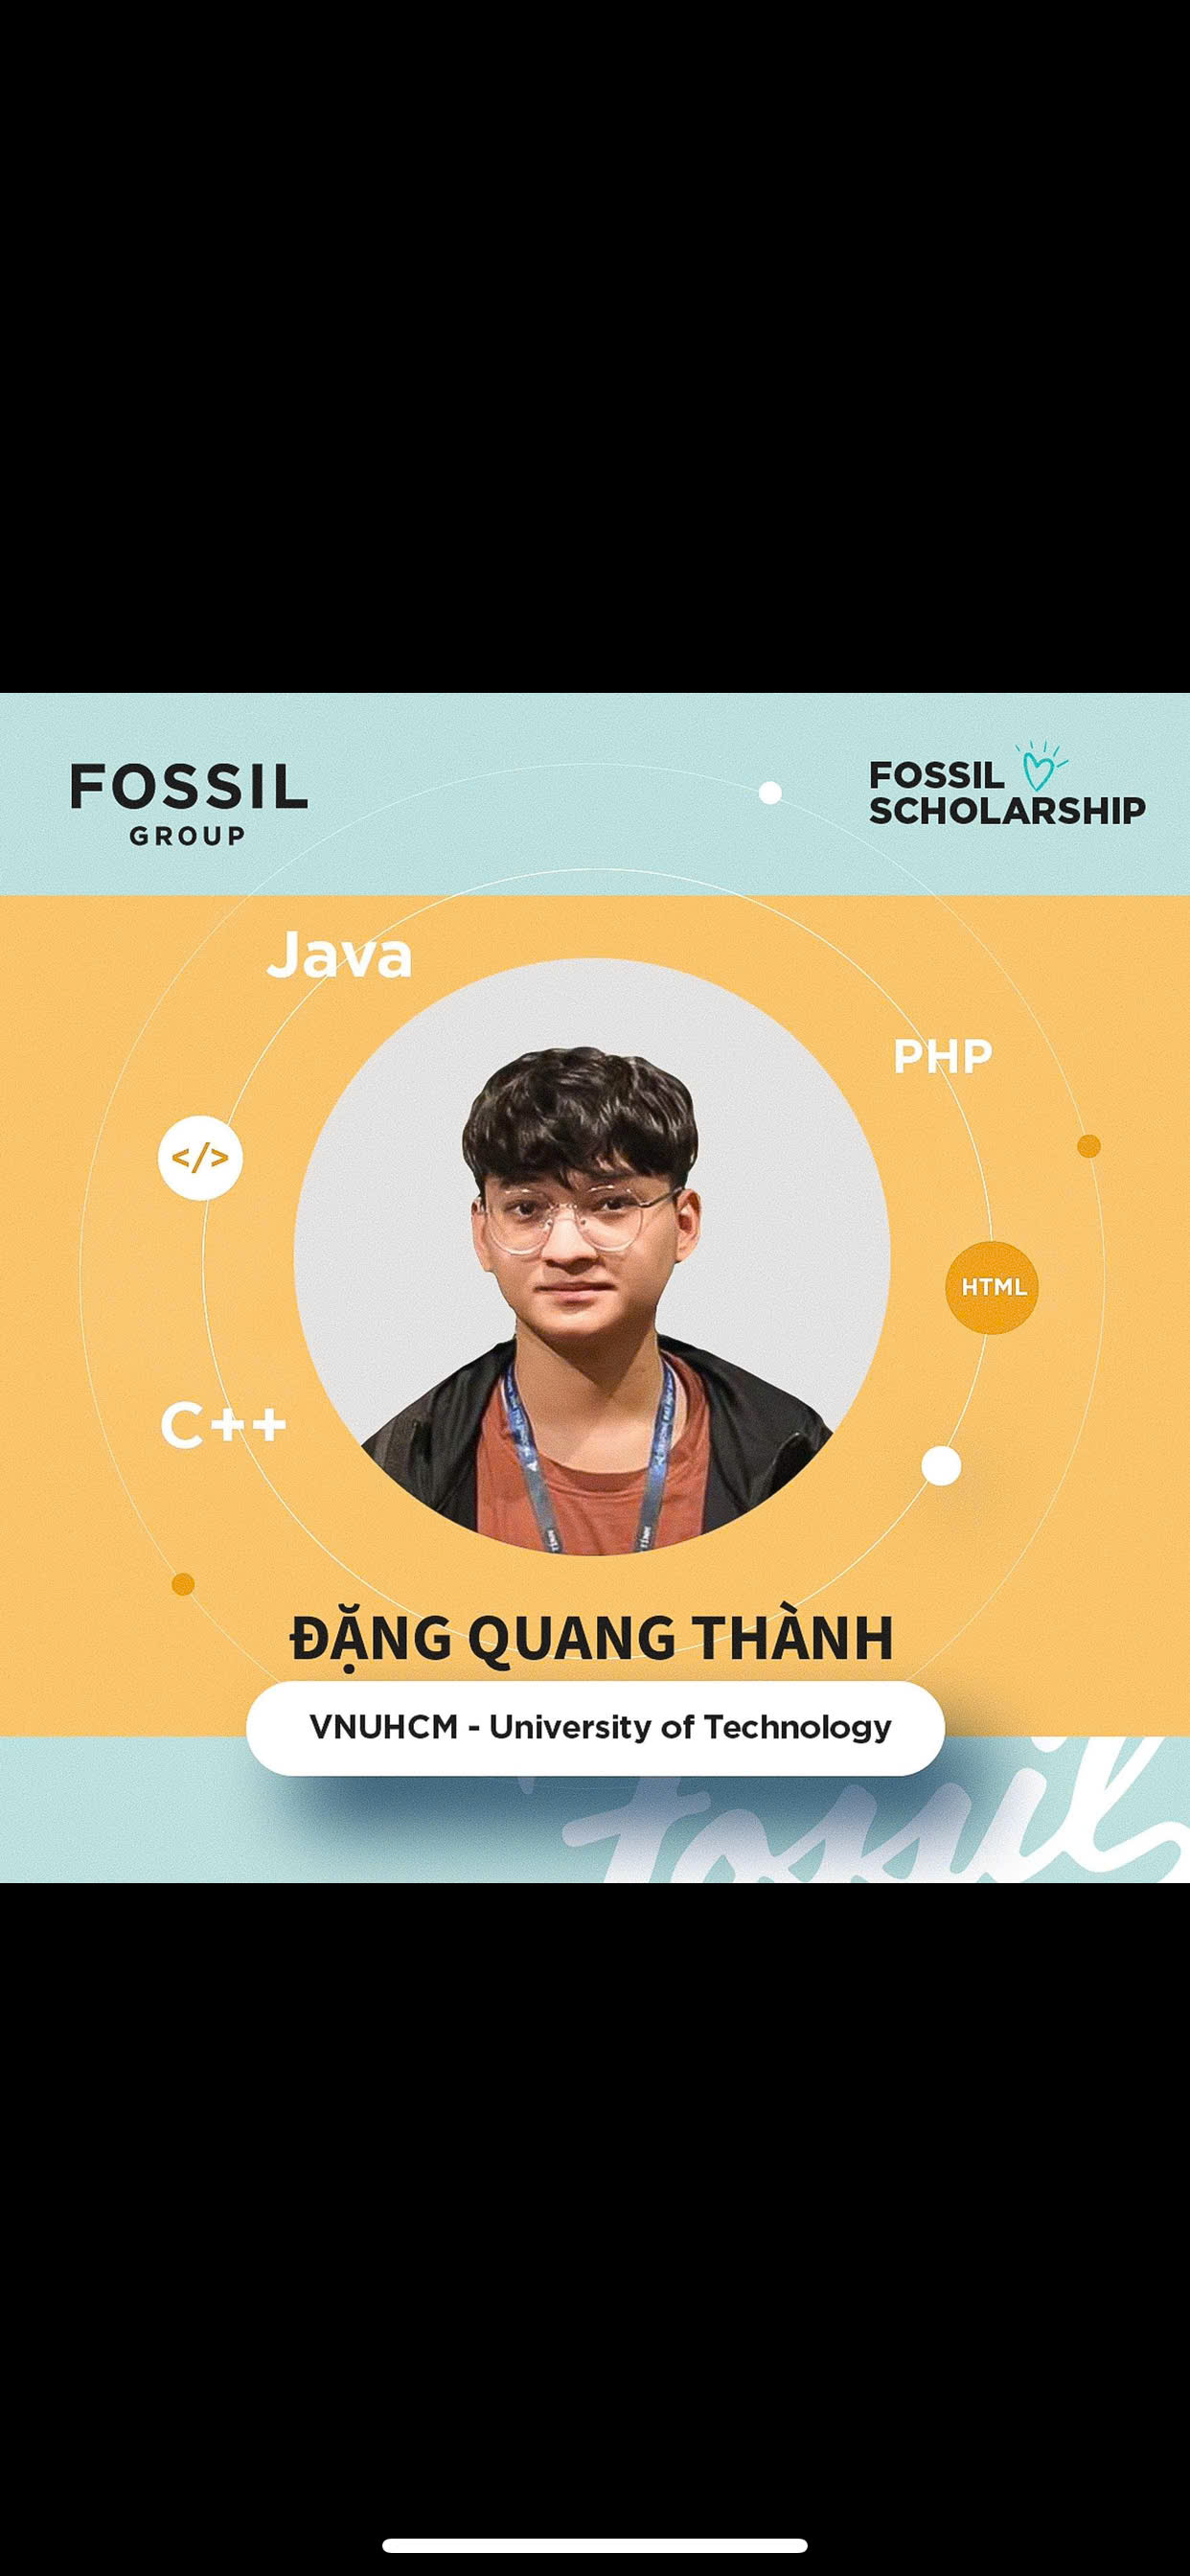 FOSSIL
GROUP
FOSSIL
SCHOLARSHIP
Java
PHP
</>
HTML
C++
ĐẶNG QUANG THÀNH
VNUHCM - University of Technology
Fossil